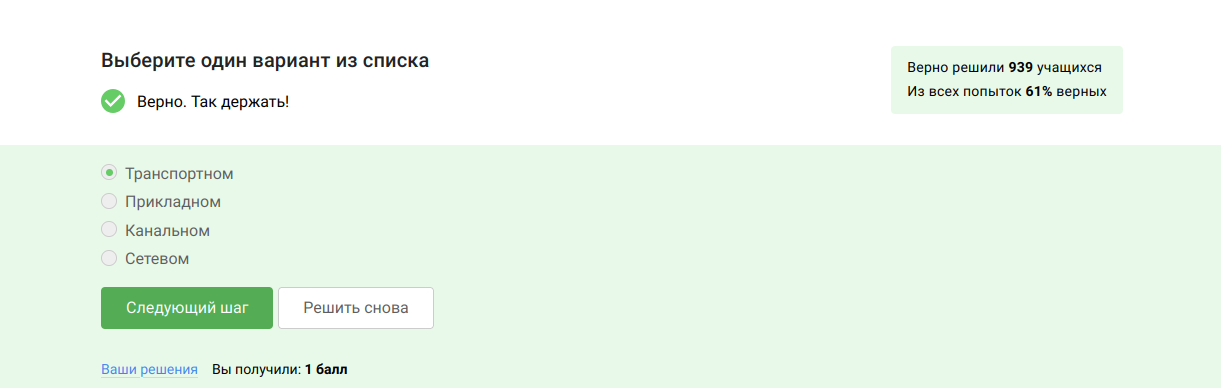 Выберите один вариант из списка
Верно. Так держать!
Верно решили 939 учащихся
Из всех попыток 61% верных
Транспортном
Прикладном
Канальном
Сетевом
Следующий шаг
Решить снова
Ваши решения
Вы получили: 1 балл